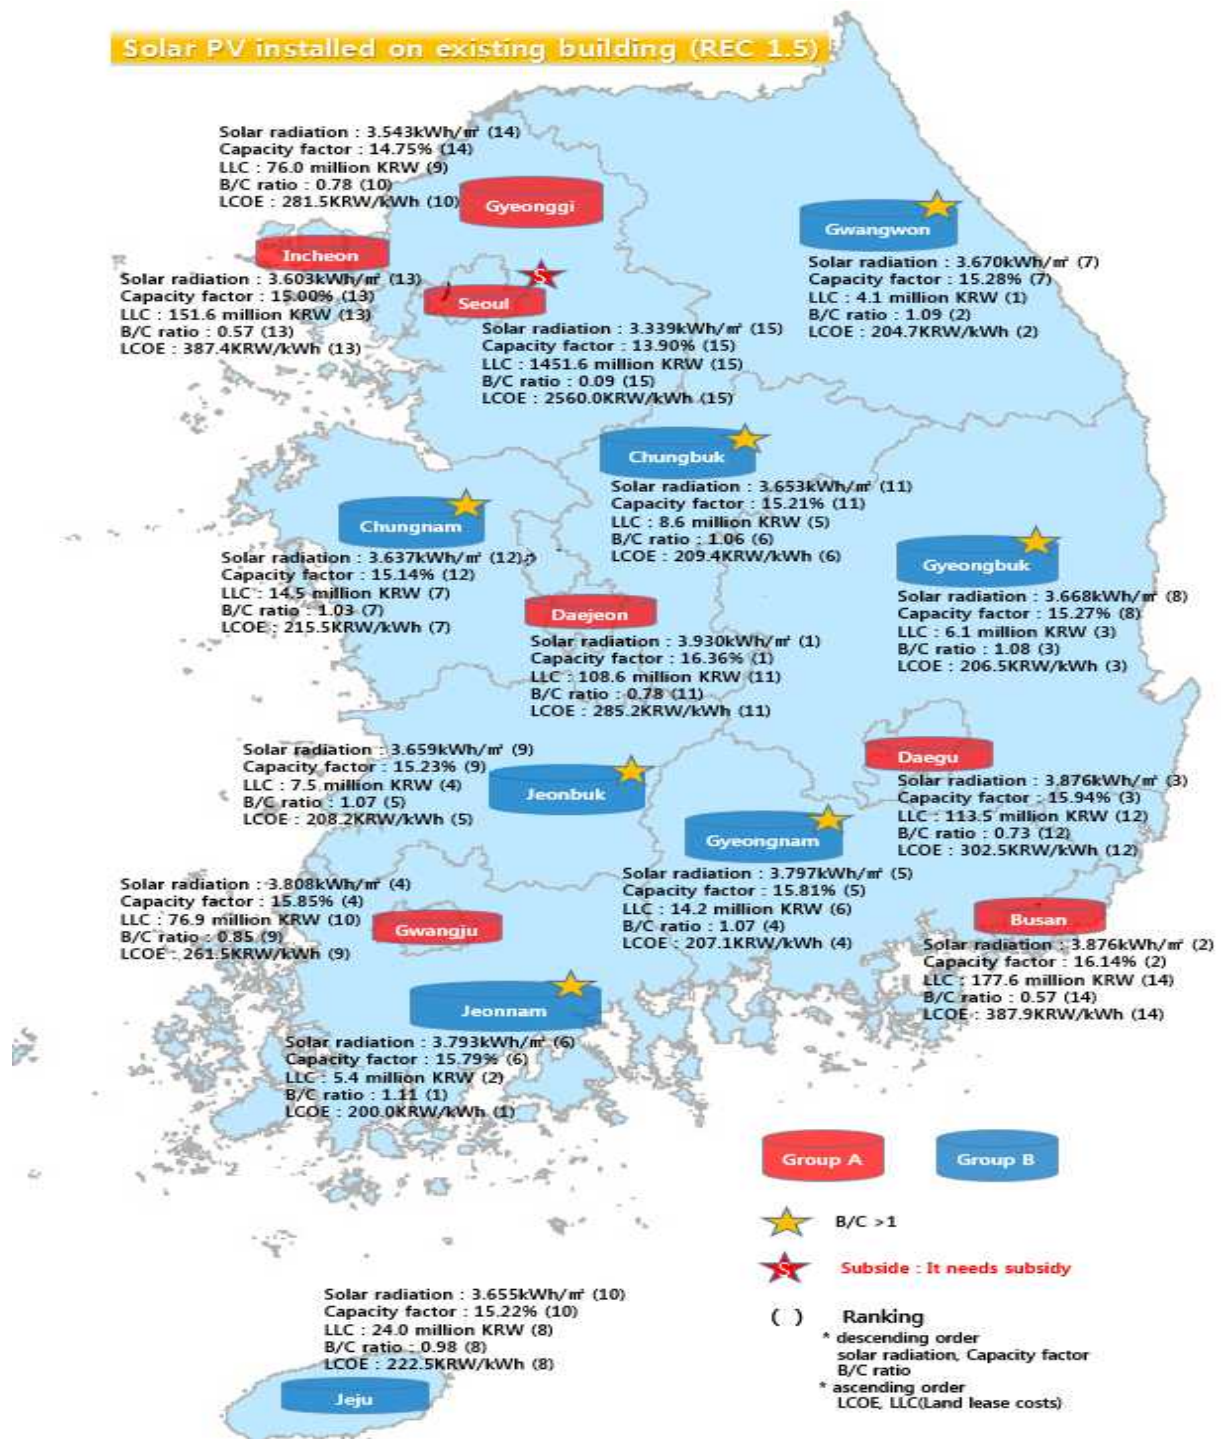 Solar PV installed on existing building (REC 1.5)
Solar radiation : 3.543kWh/㎡ (14)
Capacity factor : 14.75% (14)
LLC : 76.0 million KRW (9)
B/C ratio : 0.78 (10)
LCOE : 281.5KRW/kWh (10)
Gyeonggi
Gwangwon
Solar radiation : 3.670kWh/㎡ (7)
Capacity factor : 15.28% (7)
LLC : 4.1 million KRW (1)
B/C ratio : 1.09 (2)
LCOE : 204.7KRW/kWh (2)
Incheon
Solar radiation : 3.603kWh/㎡ (13)
Capacity factor : 15.00% (13)
LLC : 151.6 million KRW (13)
B/C ratio : 0.57 (13)
LCOE : 387.4KRW/kWh (13)
S
Seoul
Solar radiation : 3.339kWh/㎡ (15)
Capacity factor : 13.90% (15)
LLC : 1451.6 million KRW (15)
B/C ratio : 0.09 (15)
LCOE : 2560.0KRW/kWh (15)
Chungbuk
Solar radiation : 3.653kWh/㎡ (11)
Capacity factor : 15.21% (11)
LLC : 8.6 million KRW (5)
B/C ratio : 1.06 (6)
LCOE : 209.4KRW/kWh (6)
Chungnam
Solar radiation : 3.637kWh/㎡ (12)
Capacity factor : 15.14% (12)
LLC : 14.5 million KRW (7)
B/C ratio : 1.03 (7)
LCOE : 215.5KRW/kWh (7)
Gyeongbuk
Solar radiation : 3.668kWh/㎡ (8)
Capacity factor : 15.27% (8)
LLC : 6.1 million KRW (3)
B/C ratio : 1.08 (3)
LCOE : 206.5KRW/kWh (3)
Daejeon
Solar radiation : 3.930kWh/㎡ (1)
Capacity factor : 16.36% (1)
LLC : 108.6 million KRW (11)
B/C ratio : 0.78 (11)
LCOE : 285.2KRW/kWh (11)
Solar radiation : 3.659kWh/㎡ (9)
Capacity factor : 15.23% (9)
LLC : 7.5 million KRW (4)
B/C ratio : 1.07 (5)
LCOE : 208.2KRW/kWh (5)
Jeonbuk
Daegu
Solar radiation : 3.876kWh/㎡ (3)
Capacity factor : 15.94% (3)
LLC : 113.5 million KRW (12)
B/C ratio : 0.73 (12)
LCOE : 302.5KRW/kWh (12)
Gyeongnam
Solar radiation : 3.797kWh/㎡ (5)
Capacity factor : 15.81% (5)
LLC : 14.2 million KRW (6)
B/C ratio : 1.07 (4)
LCOE : 207.1KRW/kWh (4)
Solar radiation : 3.808kWh/㎡ (4)
Capacity factor : 15.85% (4)
LLC : 76.9 million KRW (10)
B/C ratio : 0.85 (9)
LCOE : 261.5KRW/kWh (9)
Gwangju
Busan
Solar radiation : 3.876kWh/㎡ (2)
Capacity factor : 16.14% (2)
LLC : 177.6 million KRW (14)
B/C ratio : 0.57 (14)
LCOE : 387.9KRW/kWh (14)
Jeonnam
Solar radiation : 3.793kWh/㎡ (6)
Capacity factor : 15.79% (6)
LLC : 5.4 million KRW (2)
B/C ratio : 1.11 (1)
LCOE : 200.0KRW/kWh (1)
Group A
Group B
B/C >1
S
Subside : It needs subsidy
( ) Ranking
* descending order
solar radiation, Capacity factor
B/C ratio
* ascending order
LCOE, LLC(Land lease costs)
Solar radiation : 3.655kWh/㎡ (10)
Capacity factor : 15.22% (10)
LLC : 24.0 million KRW (8)
B/C ratio : 0.98 (8)
LCOE : 222.5KRW/kWh (8)
Jeju